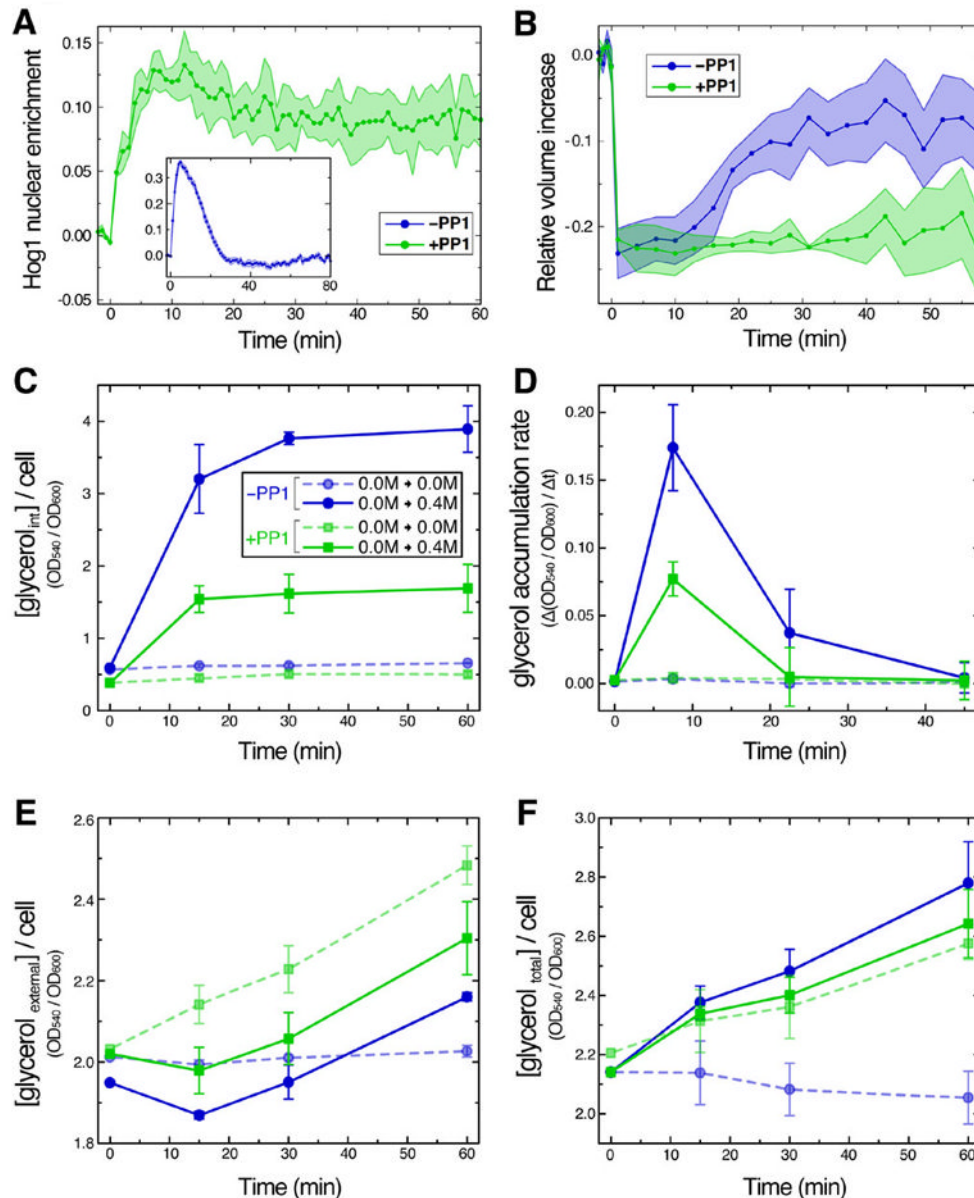 A
Hog1 nuclear enrichment
0.15
0.10
0.05
0.00
-0.05
0.3
0.2
0.1
0.0
0 40 60 80
–PP1
+PP1
0 10 20 30 40 50 60
Time (min)
B
Relative volume increase
0.0
-0.1
-0.2
–PP1
+PP1
0 10 20 30 40 50
Time (min)
C
[glycerol int] / cell
(OD540 / OD600)
4
3
2
1
0
–PP1
0.0M → 0.0M
0.0M → 0.4M
+PP1
0.0M → 0.0M
0.0M → 0.4M
0 10 20 30 40 50 60
Time (min)
D
glycerol accumulation rate
(Δ(OD540 / OD600) / Δt)
0.20
0.15
0.10
0.05
0.00
0 10 20 30 40
Time (min)
E
[glycerol external] / cell
(OD540 / OD600)
2.6
2.4
2.2
2.0
1.8
0 10 20 30 40 50 60
Time (min)
F
[glycerol total] / cell
(OD540 / OD600)
3.0
2.8
2.6
2.4
2.2
2.0
0 10 20 30 40 50 60
Time (min)